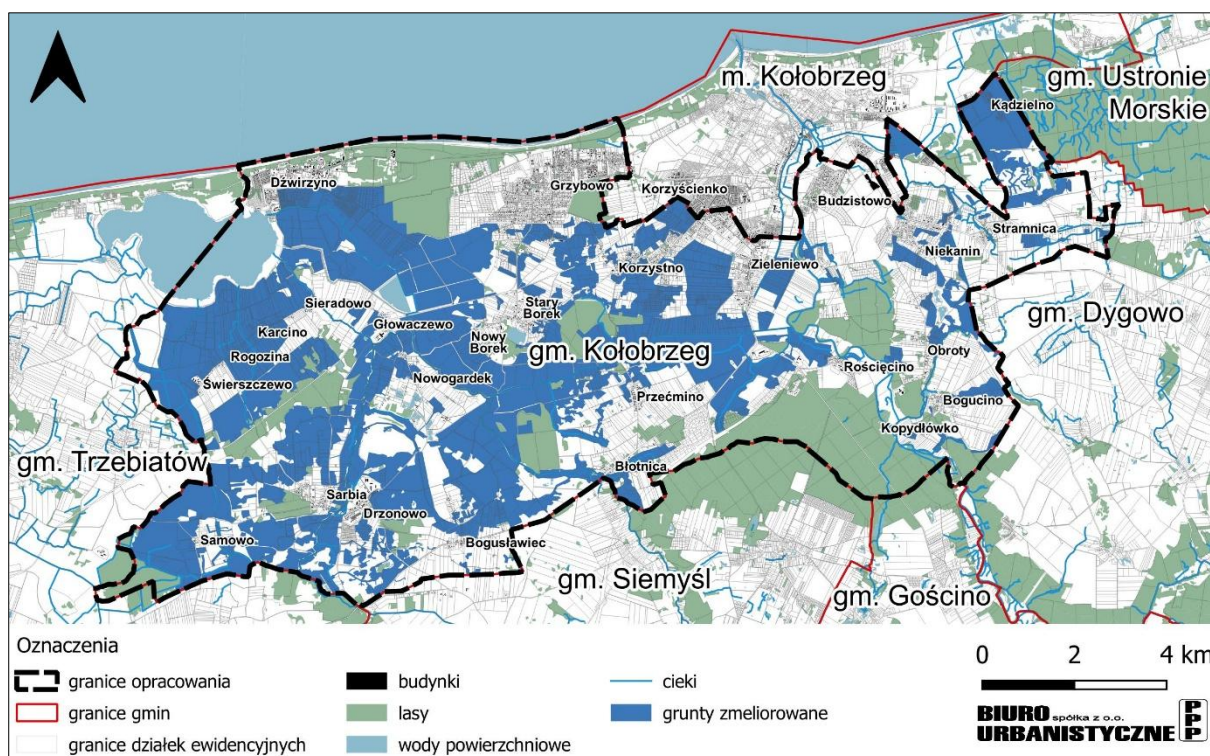 m. Kołobrzeg
gm. Ustronie
Morskie
Kądzielno
Dźwirzyno
Grzybowo
Korzyścienko
Budzistowo
Stramnica
Niekanin
Korzystno
Zieleniewo
Sieradowo
Stary
Borek
Głowaczewo
Karcino
Nowy
Borek
gm. Kołobrzeg
gm. Dygowo
Rogozina
Obroty
Rościęcino
Świerszczewo
Nowogardek
Przećmino
Bogucino
Kopydłówko
gm. Trzebiatów
Błotnica
Sarbia
Drzonowo
Samowo
Bogusławiec
gm. Siemyśl
gm. Gościno
Oznaczenia
granice opracowania
granice gmin
granice działek ewidencyjnych
budynki
lasy
wody powierzchniowe
cieki
grunty zmeliorowane
0 2 4 km
BIURO spółka z o.o.
URBANISTYCZNE
PPP